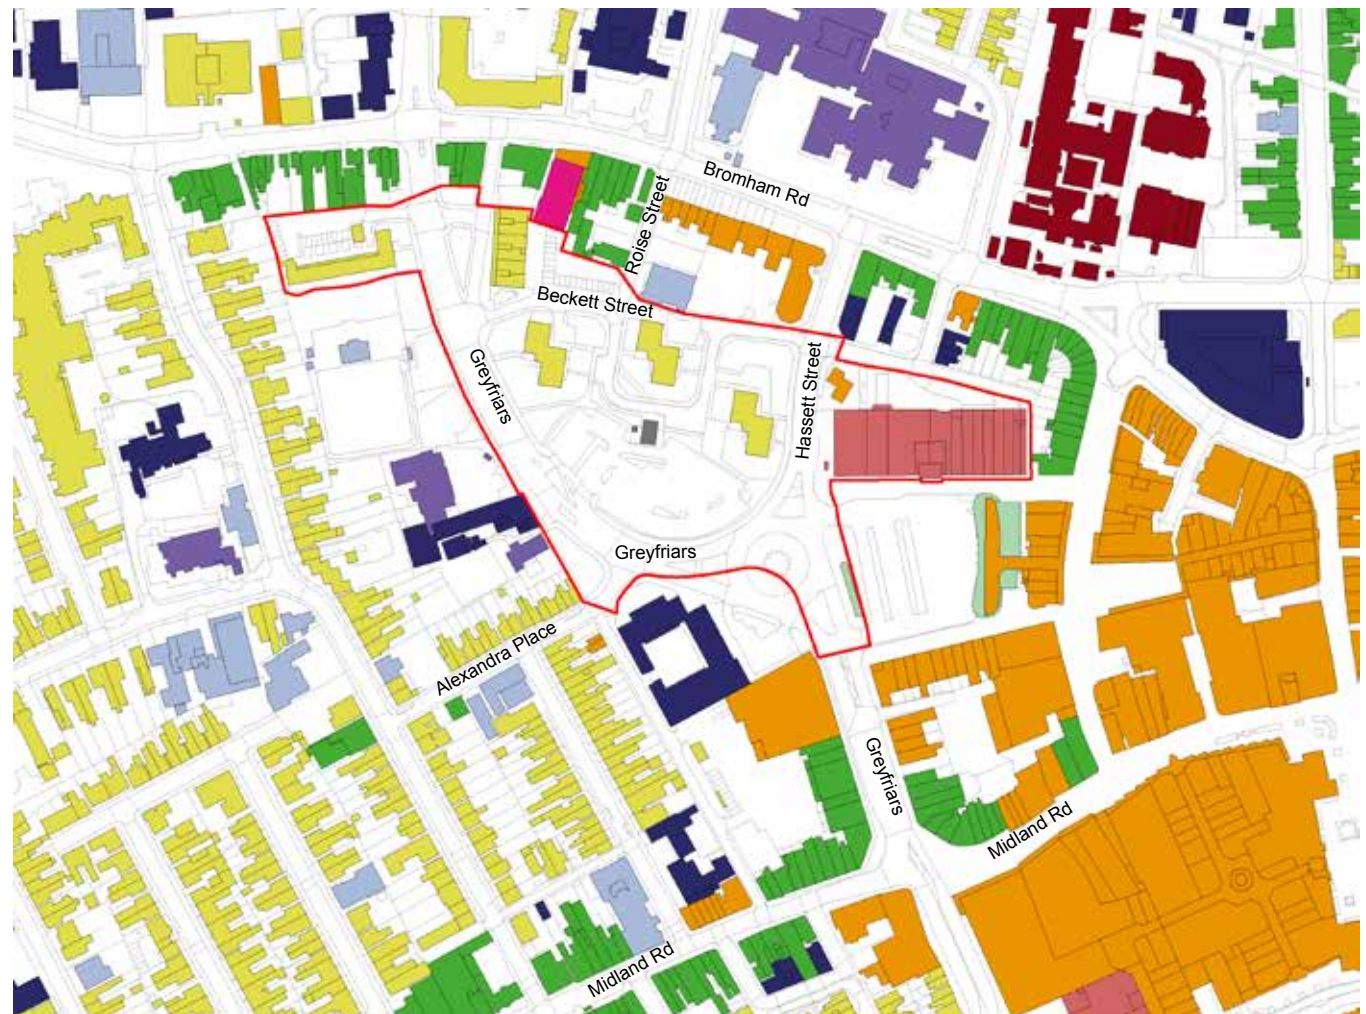 Bromham Rd
Roise Street
Beckett Street
Greyfriars
Hassett Street
Greyfriars
Alexandra Place
Greyfriars
Midland Rd
Midland Rd